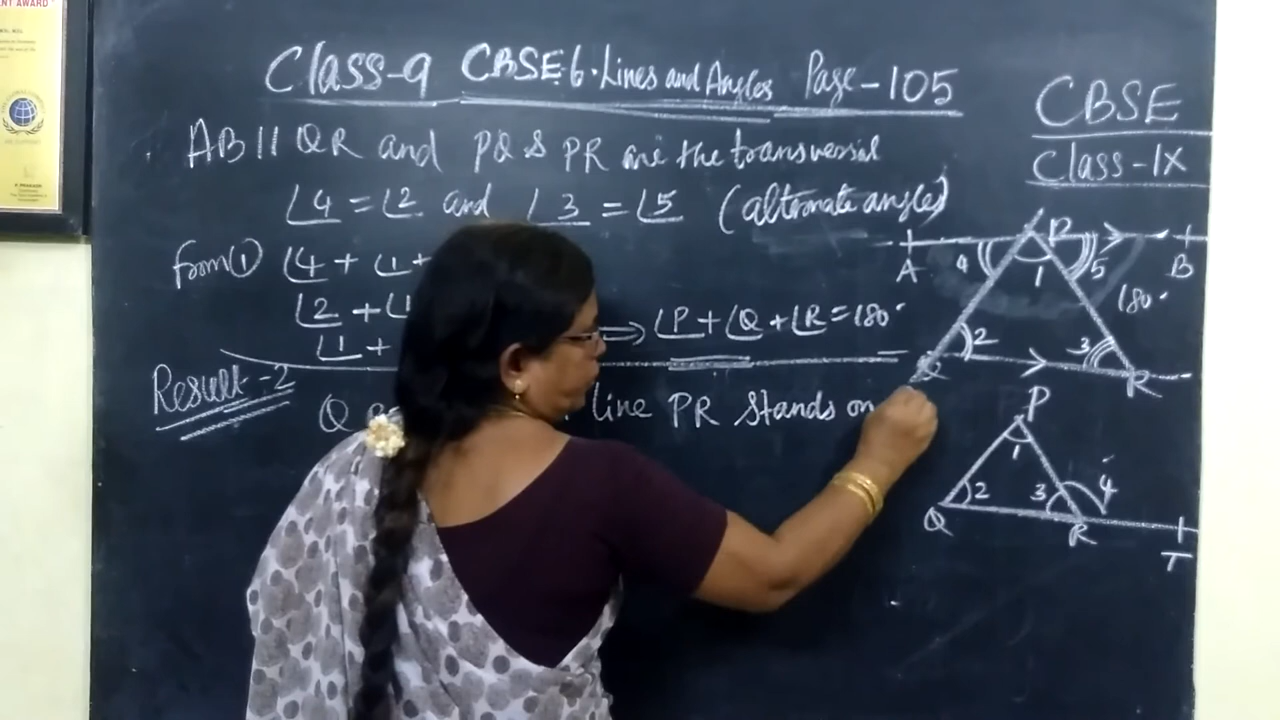 Class-9 CBSE 6. Lines and Angles Page-105
AB || QR and PQ & PR are the transversal
∠4 = ∠2 and ∠3 = ∠5 (alternate angles)
from ① ∠4 + ∠1 +
∠2 + ∠1
∠1 + ⇒ ∠P + ∠Q + ∠R = 180°
Result-2
Q line PR stands on
CBSE
Class-IX
A 4 1 5 P B
180°
2 3
Q R
P
1
2 3 4
Q R
T